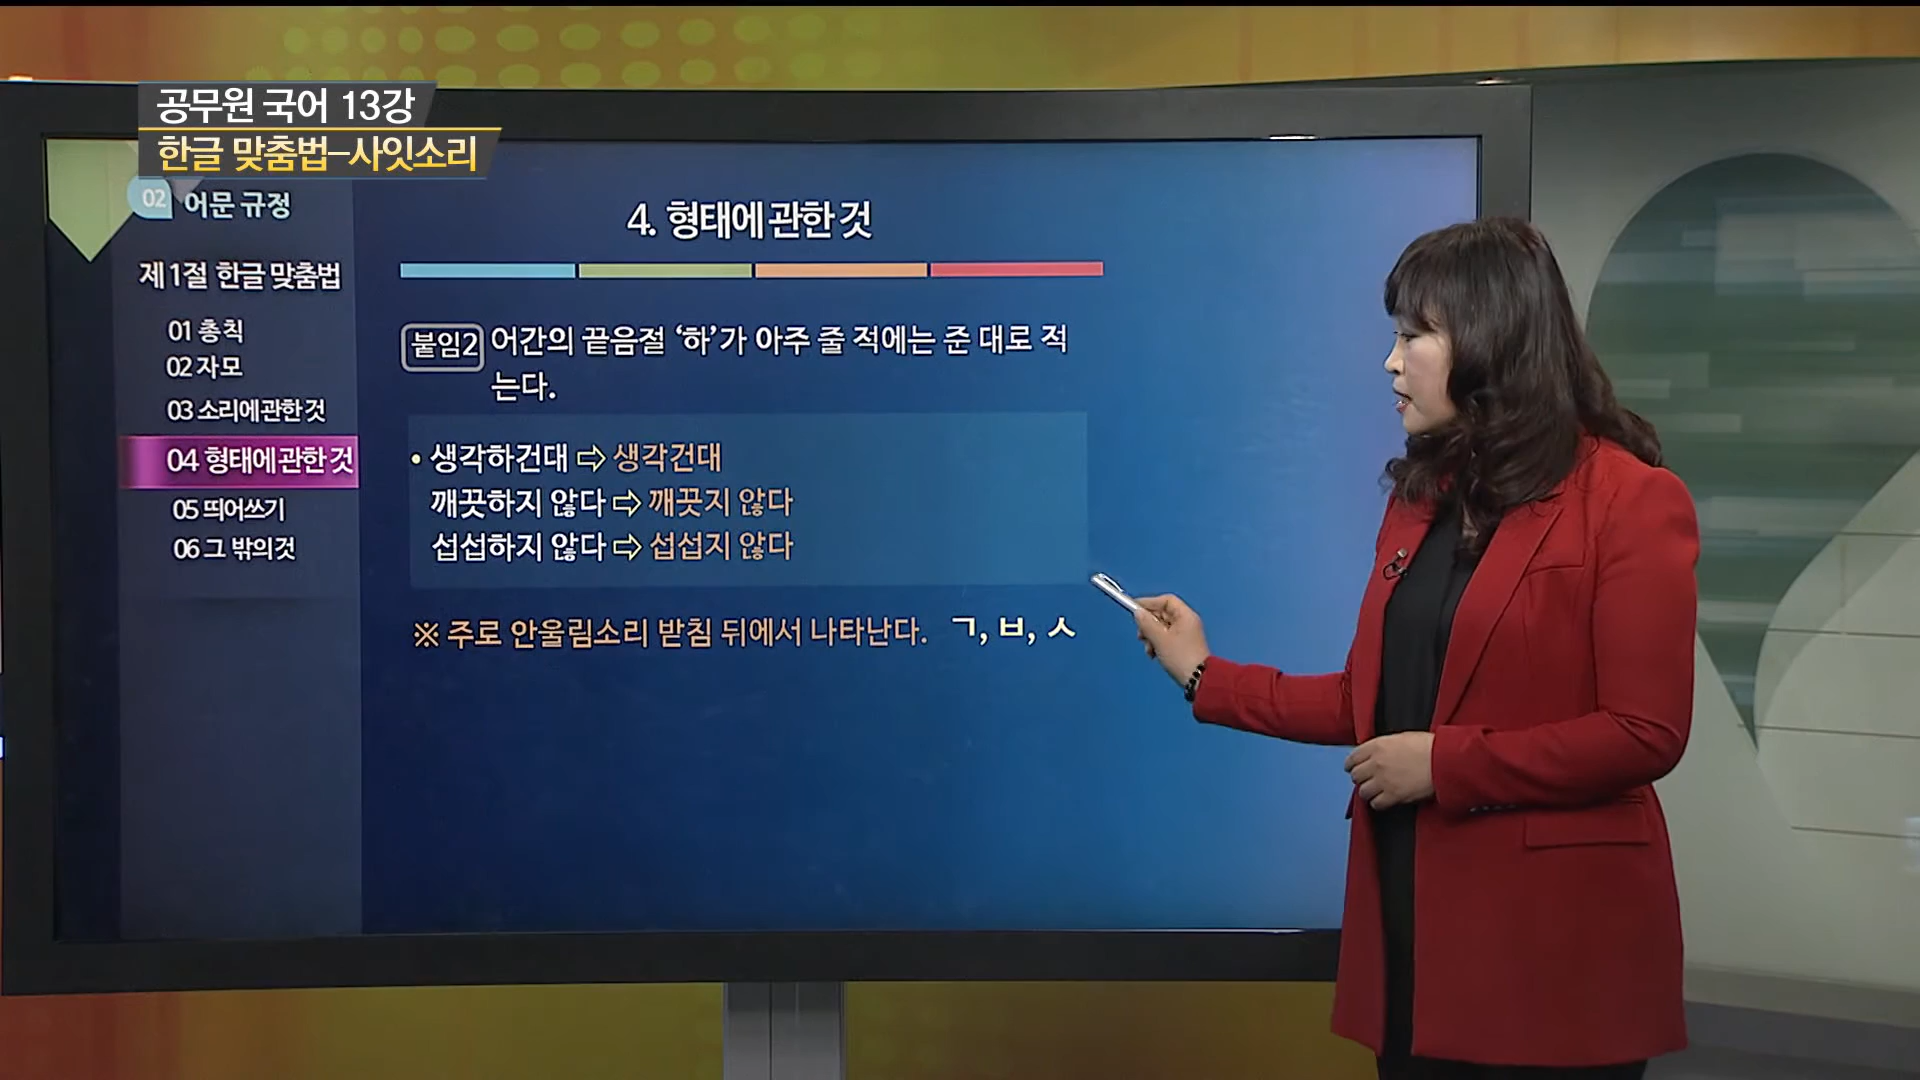 공무원 국어 13강
한글 맞춤법-사잇소리
02 어문 규정
제1절 한글 맞춤법
01 총칙
02 자모
03 소리에 관한 것
04 형태에 관한 것
05 띄어쓰기
06 그 밖의 것
4. 형태에 관한 것
붙임2 어간의 끝음절 ‘하’가 아주 줄 적에는 준 대로 적
는다.
• 생각하건대 ⇨ 생각건대
깨끗하지 않다 ⇨ 깨끗지 않다
섭섭하지 않다 ⇨ 섭섭지 않다
※ 주로 안울림소리 받침 뒤에서 나타난다. ㄱ, ㅂ, ㅅ